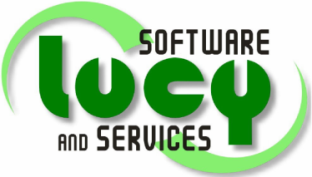 SOFTWARE
lucy
AND SERVICES